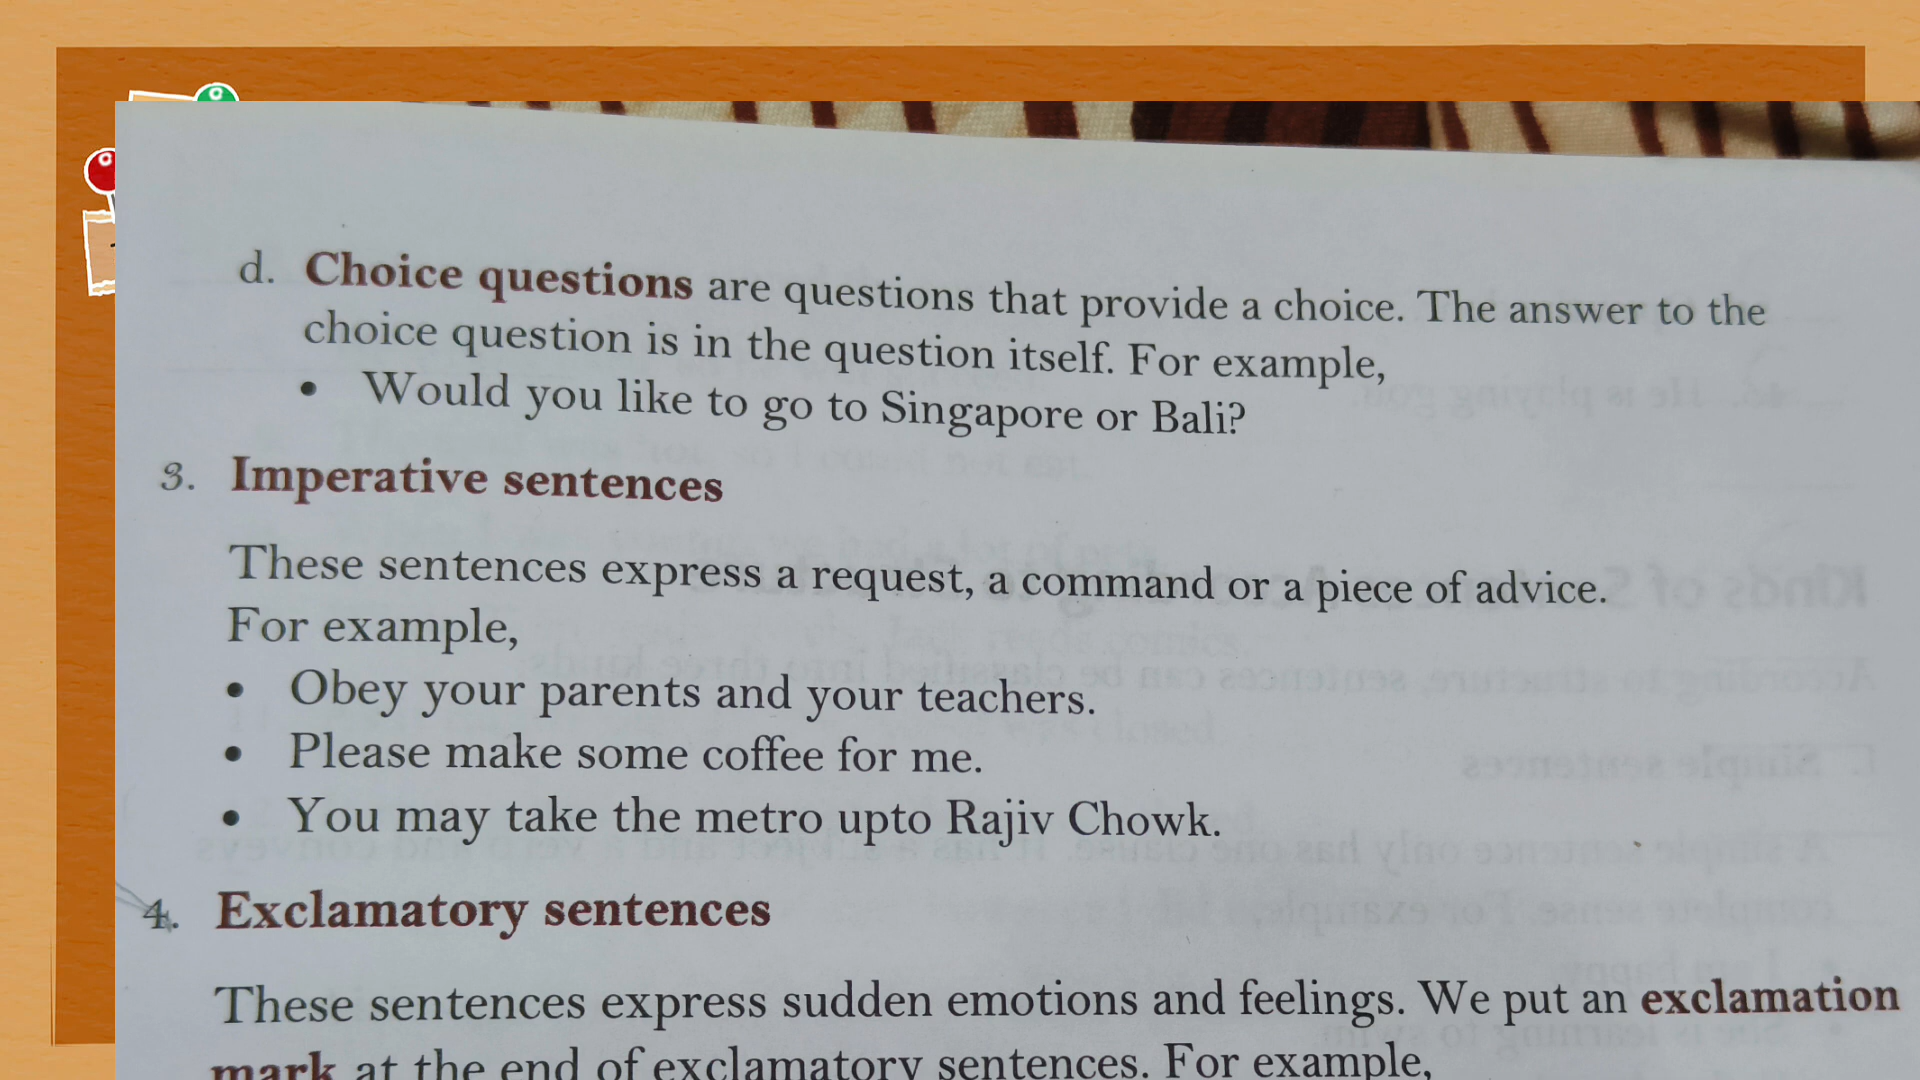 d. Choice questions are questions that provide a choice. The answer to the
choice question is in the question itself. For example,
• Would you like to go to Singapore or Bali?
3. Imperative sentences
These sentences express a request, a command or a piece of advice.
For example,
• Obey your parents and your teachers.
• Please make some coffee for me.
• You may take the metro upto Rajiv Chowk.
4. Exclamatory sentences
These sentences express sudden emotions and feelings. We put an exclamation
mark at the end of exclamatory sentences. For example,